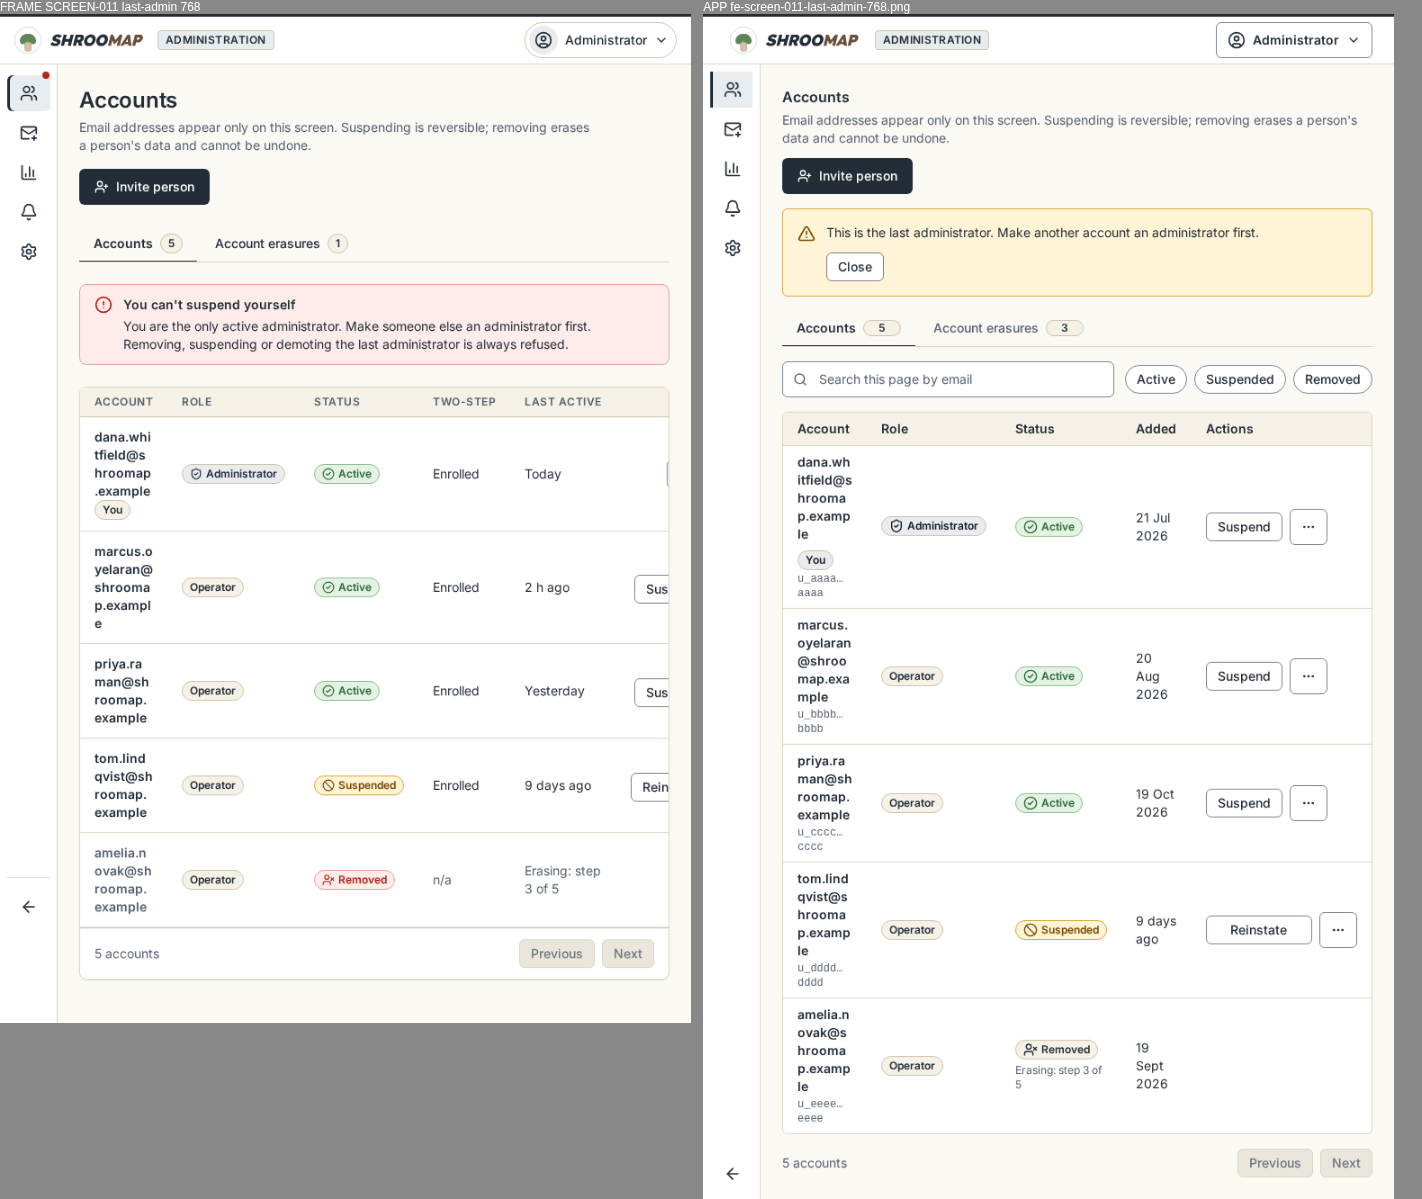 FRAME SCREEN-011 last-admin 768
SHROOMAP
ADMINISTRATION
Administrator
Accounts
Email addresses appear only on this screen. Suspending is reversible; removing erases
a person's data and cannot be undone.
Invite person
Accounts 5
Account erasures 1
You can't suspend yourself
You are the only active administrator. Make someone else an administrator first.
Removing, suspending or demoting the last administrator is always refused.
ACCOUNT ROLE STATUS TWO-STEP LAST ACTIVE
dana.whi
tfield@s
hroomap
.example
You
Administrator
Active
Enrolled
Today
marcus.o
yelaran@
shrooma
p.exampl
e
Operator
Active
Enrolled
2 h ago
Sus
priya.ra
man@sh
roomap.
example
Operator
Active
Enrolled
Yesterday
Sus
tom.lind
qvist@sh
roomap.
example
Operator
Suspended
Enrolled
9 days ago
Rein
amelia.n
ovak@sh
roomap.
example
Operator
Removed
n/a
Erasing: step
3 of 5
5 accounts
Previous
Next
APP fe-screen-011-last-admin-768.png
SHROOMAP
ADMINISTRATION
Administrator
Accounts
Email addresses appear only on this screen. Suspending is reversible; removing erases a person's
data and cannot be undone.
Invite person
This is the last administrator. Make another account an administrator first.
Close
Accounts 5
Account erasures 3
Search this page by email
Active
Suspended
Removed
Account Role Status Added Actions
dana.wh
itfield@s
hrooma
p.examp
le
You
u_aaaa…
aaaa
Administrator
Active
21 Jul
2026
Suspend
marcus.
oyelaran
@shroo
map.exa
mple
u_bbbb…
bbbb
Operator
Active
20
Aug
2026
Suspend
priya.ra
man@sh
roomap.
example
u_cccc…
cccc
Operator
Active
19 Oct
2026
Suspend
tom.lind
qvist@s
hrooma
p.examp
le
u_dddd…
dddd
Operator
Suspended
9 days
ago
Reinstate
amelia.n
ovak@s
hrooma
p.examp
le
u_eeee…
eeee
Operator
Removed
Erasing: step 3 of
5
19
Sept
2026
5 accounts
Previous
Next